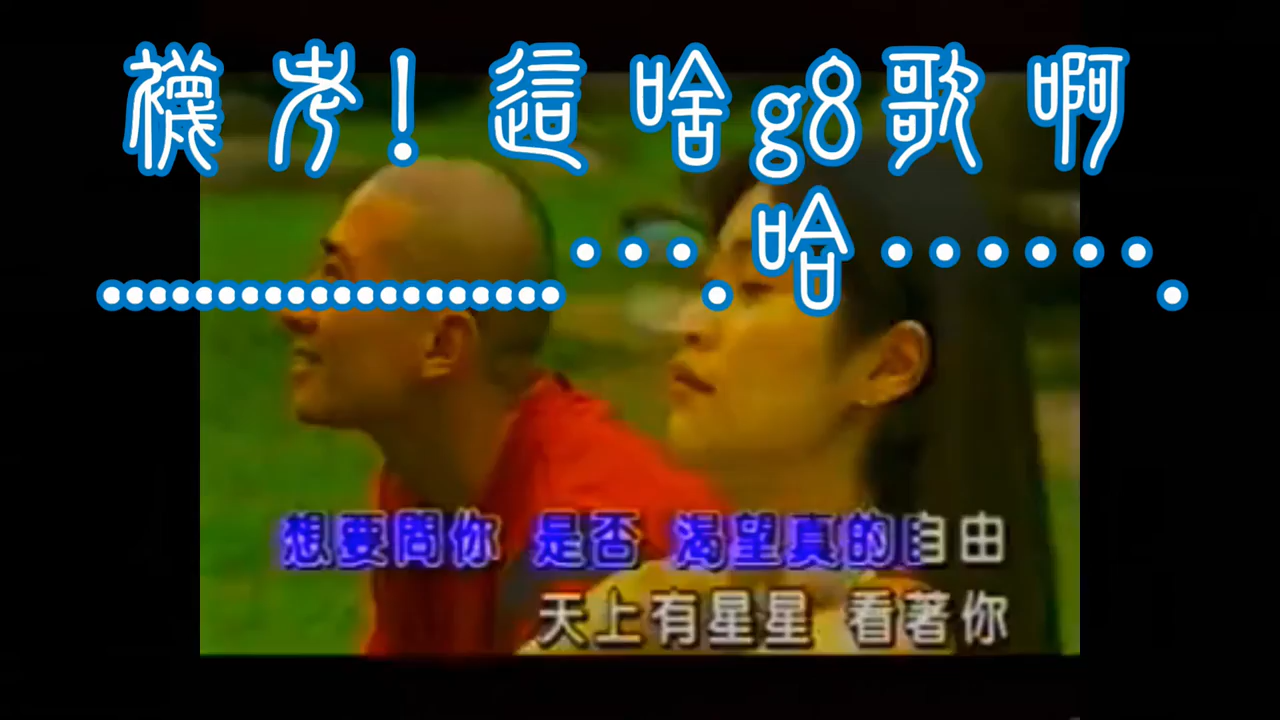 襪考!這啥g8歌啊
...................….哈…….
想要問你 是否 渴望真的自由
天上有星星 看著你